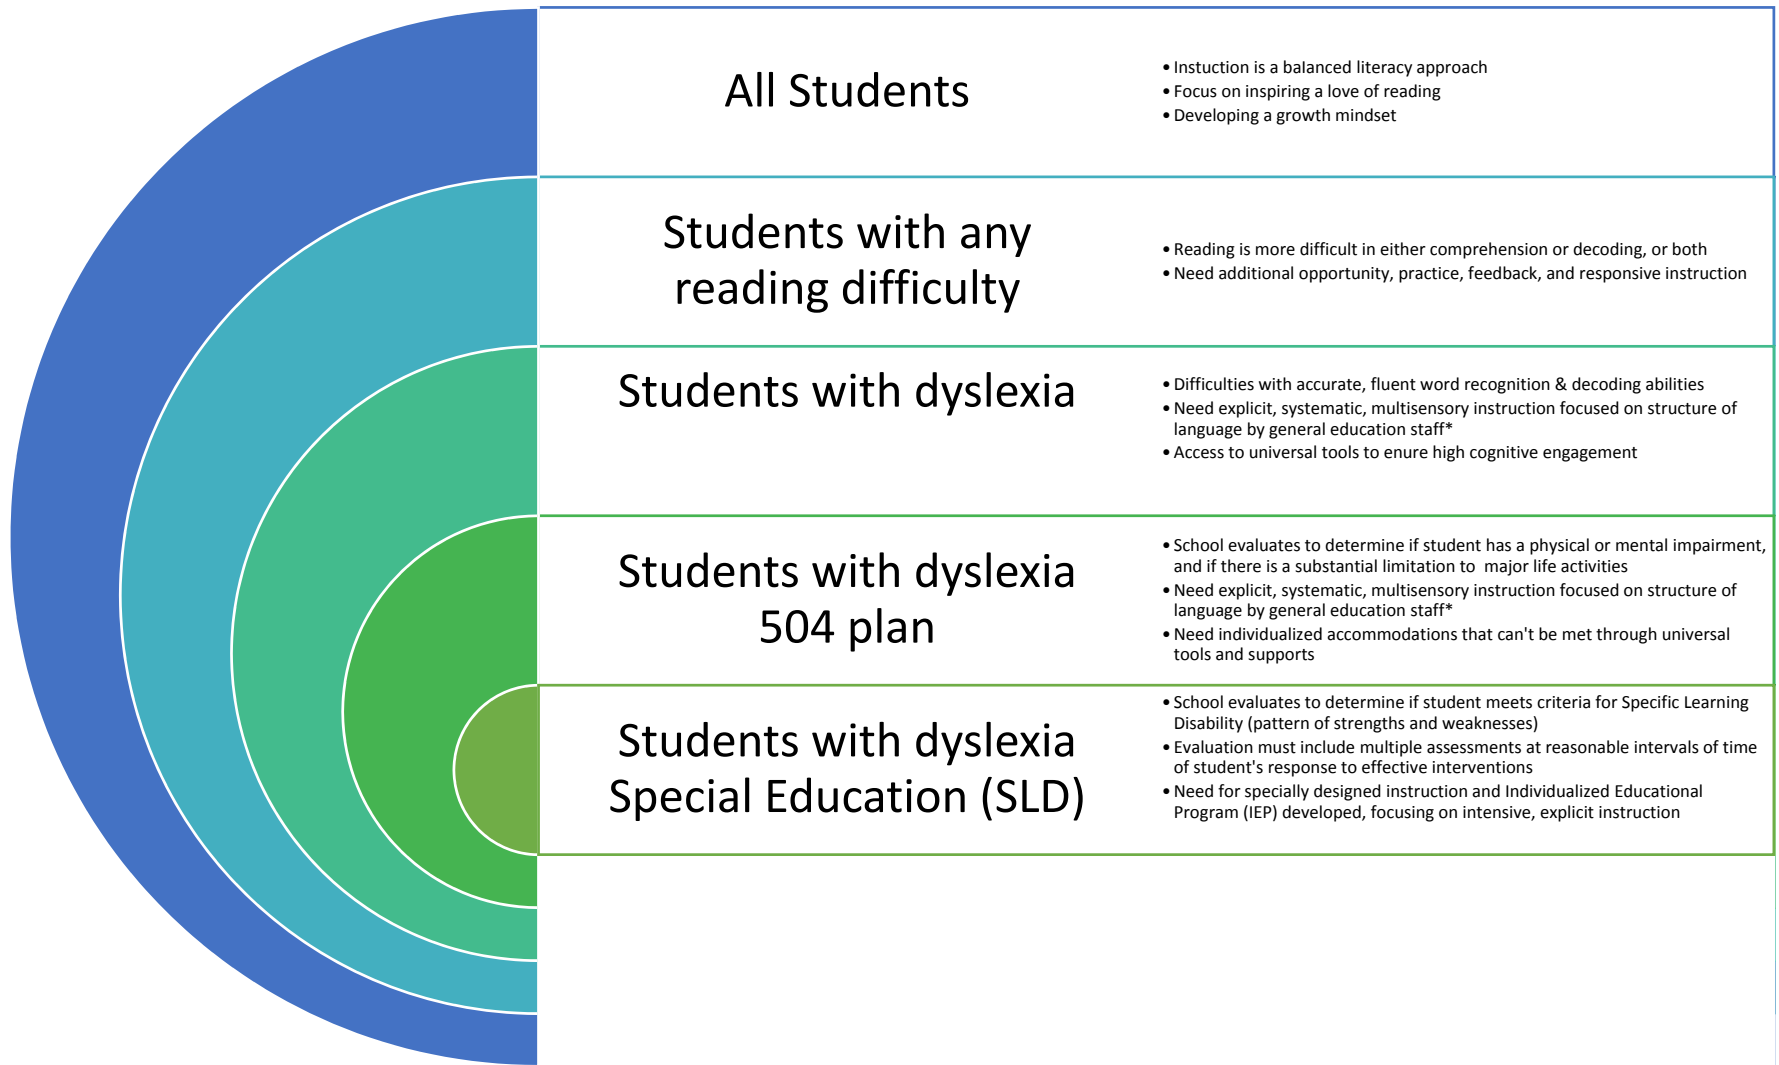 All Students
• Instuction is a balanced literacy approach
• Focus on inspiring a love of reading
• Developing a growth mindset
Students with any
reading difficulty
• Reading is more difficult in either comprehension or decoding, or both
• Need additional opportunity, practice, feedback, and responsive instruction
Students with dyslexia
• Difficulties with accurate, fluent word recognition & decoding abilities
• Need explicit, systematic, multisensory instruction focused on structure of
language by general education staff*
• Access to universal tools to enure high cognitive engagement
Students with dyslexia
504 plan
• School evaluates to determine if student has a physical or mental impairment,
and if there is a substantial limitation to  major life activities
• Need explicit, systematic, multisensory instruction focused on structure of
language by general education staff*
• Need individualized accommodations that can't be met through universal
tools and supports
Students with dyslexia
Special Education (SLD)
• School evaluates to determine if student meets criteria for Specific Learning
Disability (pattern of strengths and weaknesses)
• Evaluation must include multiple assessments at reasonable intervals of time
of student's response to effective interventions
• Need for specially designed instruction and Individualized Educational
Program (IEP) developed, focusing on intensive, explicit instruction